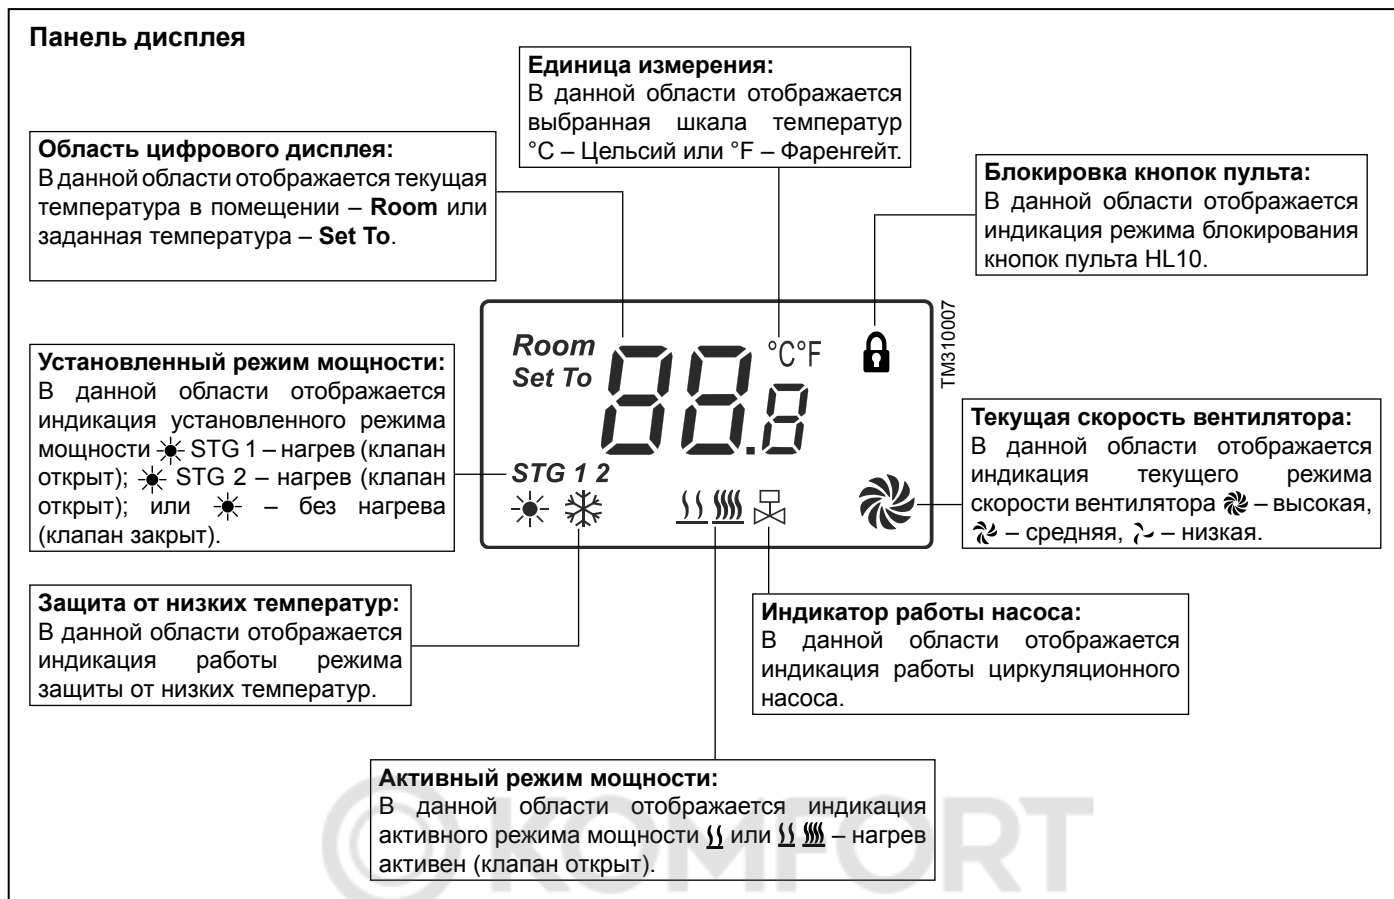 Панель дисплея
Единица измерения:
В данной области отображается
выбранная шкала температур
°C – Цельсий или °F – Фаренгейт.
Область цифрового дисплея:
В данной области отображается текущая
температура в помещении – Room или
заданная температура – Set To.
Блокировка кнопок пульта:
В данной области отображается
индикация режима блокирования
кнопок пульта HL10.
Room
Set To
88.8
°C°F
STG 1 2
TM310007
Установленный режим мощности:
В данной области отображается
индикация установленного режима
мощности ☀ STG 1 – нагрев (клапан
открыт); ☀ STG 2 – нагрев (клапан
открыт); или ☀ – без нагрева
(клапан закрыт).
Текущая скорость вентилятора:
В данной области отображается
индикация текущего режима
скорости вентилятора – высокая,
– средняя, – низкая.
Защита от низких температур:
В данной области отображается
индикация работы режима
защиты от низких температур.
Индикатор работы насоса:
В данной области отображается
индикация работы циркуляционного
насоса.
Активный режим мощности:
В данной области отображается индикация
активного режима мощности или – нагрев
активен (клапан открыт).
©KOMFORT